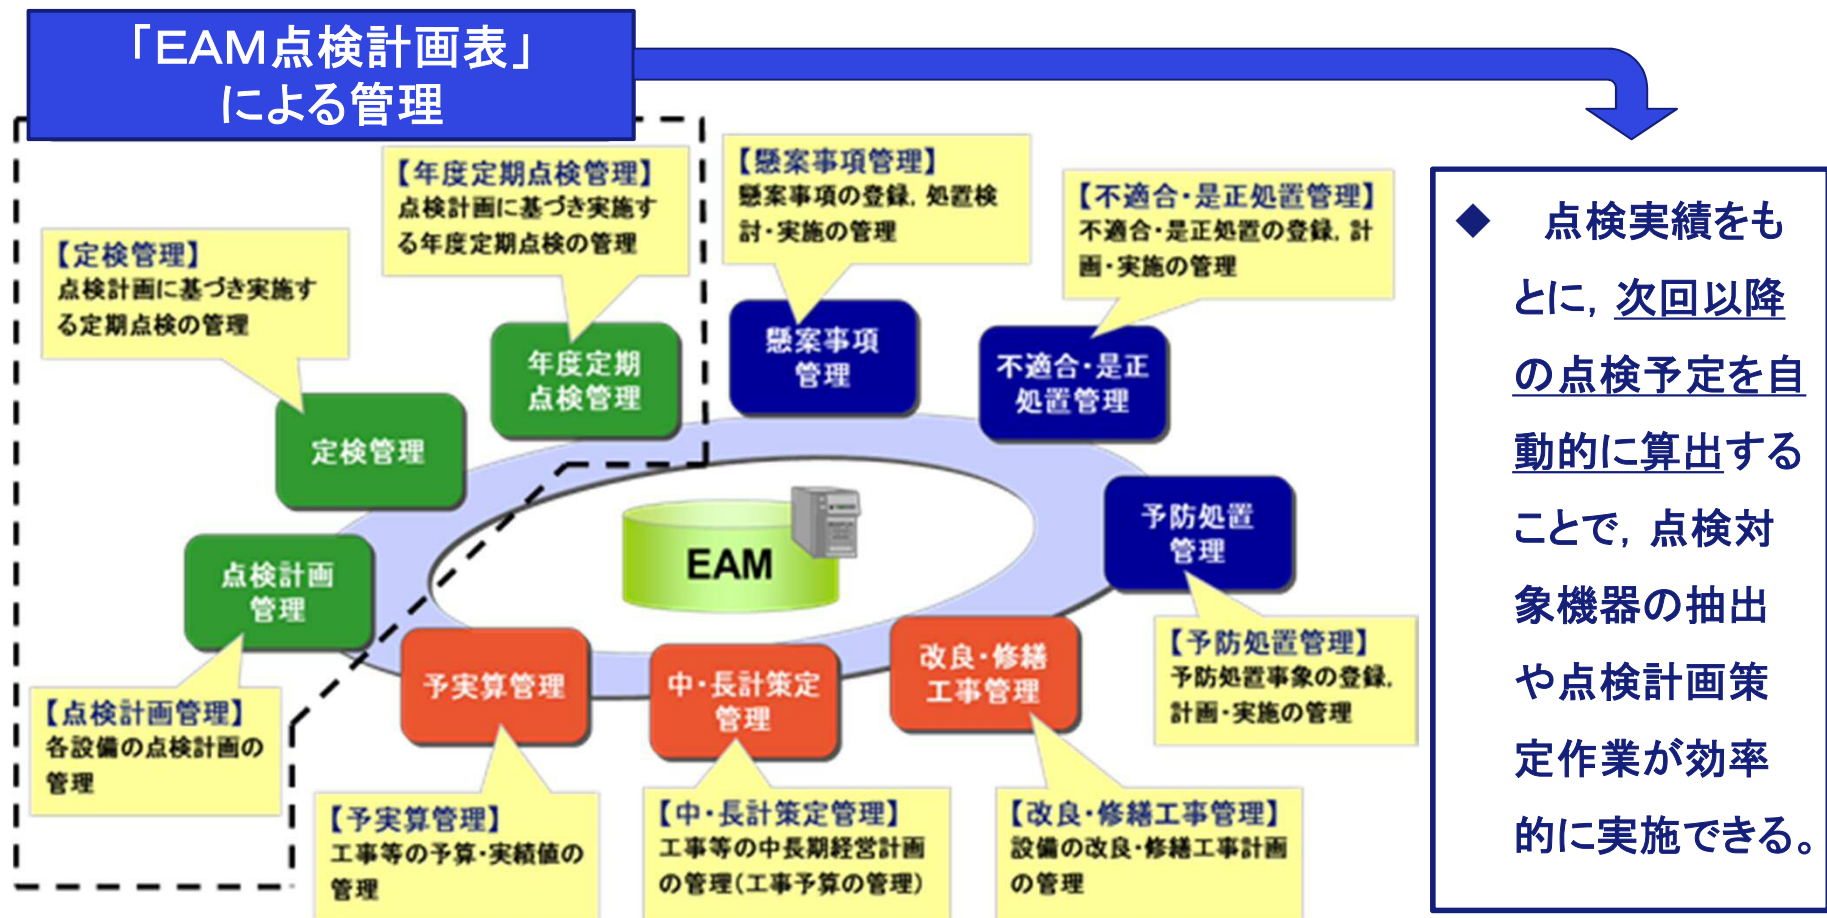 「EAM点検計画表」
による管理
【年度定期点検管理】
点検計画に基づき実施す
る年度定期点検の管理
【懸案事項管理】
懸案事項の登録, 処置検
討・実施の管理
【不適合・是正処置管理】
不適合・是正処置の登録, 計
画・実施の管理
【定検管理】
点検計画に基づき実施す
る定期点検の管理
年度定期
点検管理
懸案事項
管理
不適合・是正
処置管理
定検管理
予防処置
管理
EAM
点検計画
管理
予実算管理
中・長計策定
管理
改良・修繕
工事管理
【予防処置管理】
予防処置事象の登録,
計画・実施の管理
【点検計画管理】
各設備の点検計画の
管理
【予実算管理】
工事等の予算・実績値の
管理
【中・長計策定管理】
工事等の中長期経営計画
の管理(工事予算の管理)
【改良・修繕工事管理】
設備の改良・修繕工事計画
の管理
◆ 点検実績をも
とに, 次回以降
の点検予定を自
動的に算出する
ことで, 点検対
象機器の抽出
や点検計画策
定作業が効率
的に実施できる。